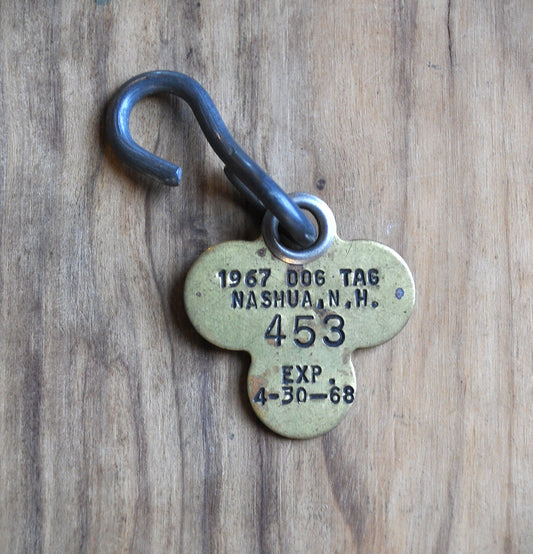 1967 DOG TAG
NASHUA, N.H.
453
EXP.
4-30-68